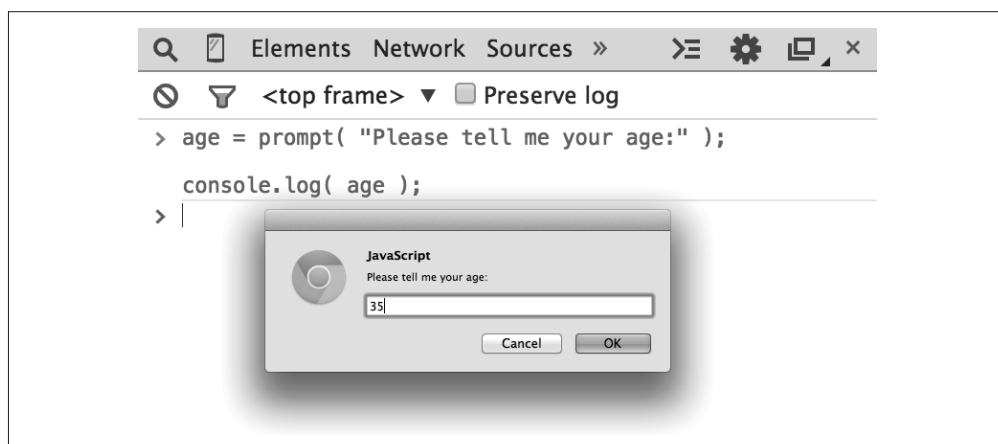 Elements Network Sources »
<top frame> ▼ Preserve log
> age = prompt( "Please tell me your age:" );
console.log( age );
>
JavaScript
Please tell me your age:
35
Cancel OK